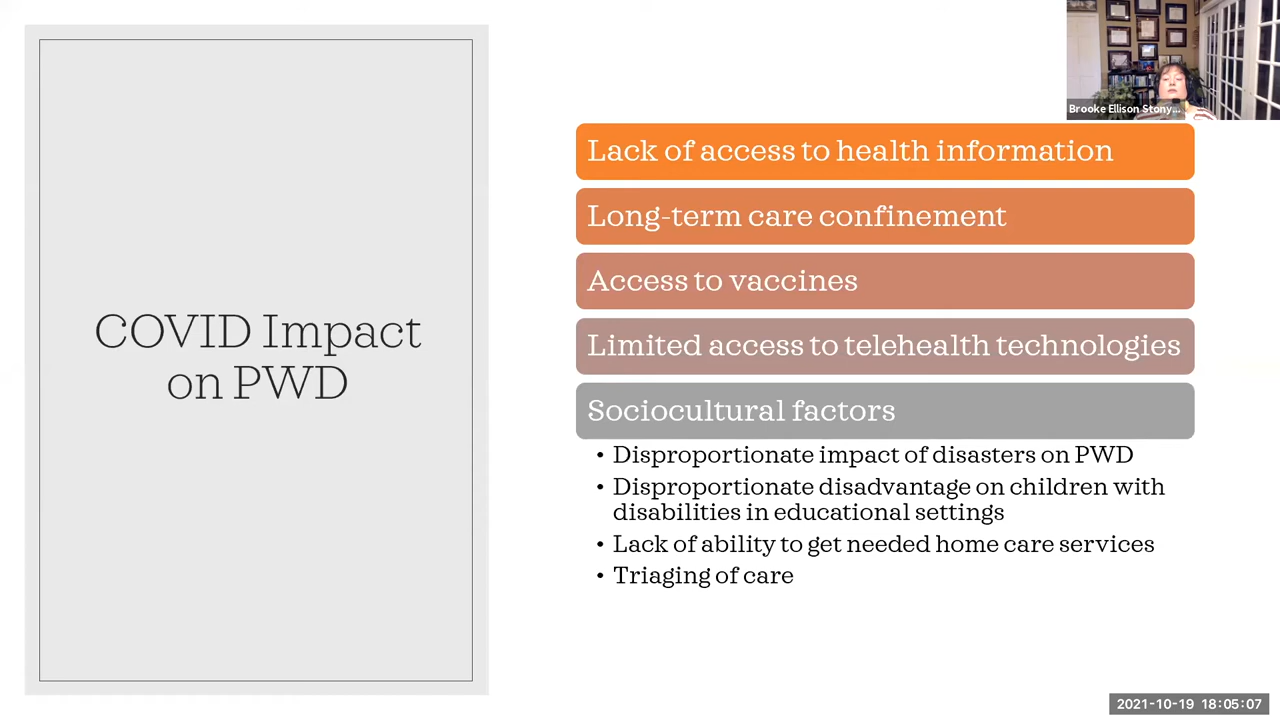 Brooke Ellison Stony...
Lack of access to health information
Long-term care confinement
Access to vaccines
Limited access to telehealth technologies
Sociocultural factors
• Disproportionate impact of disasters on PWD
• Disproportionate disadvantage on children with
disabilities in educational settings
• Lack of ability to get needed home care services
• Triaging of care
COVID Impact
on PWD
2021-10-19 18:05:07